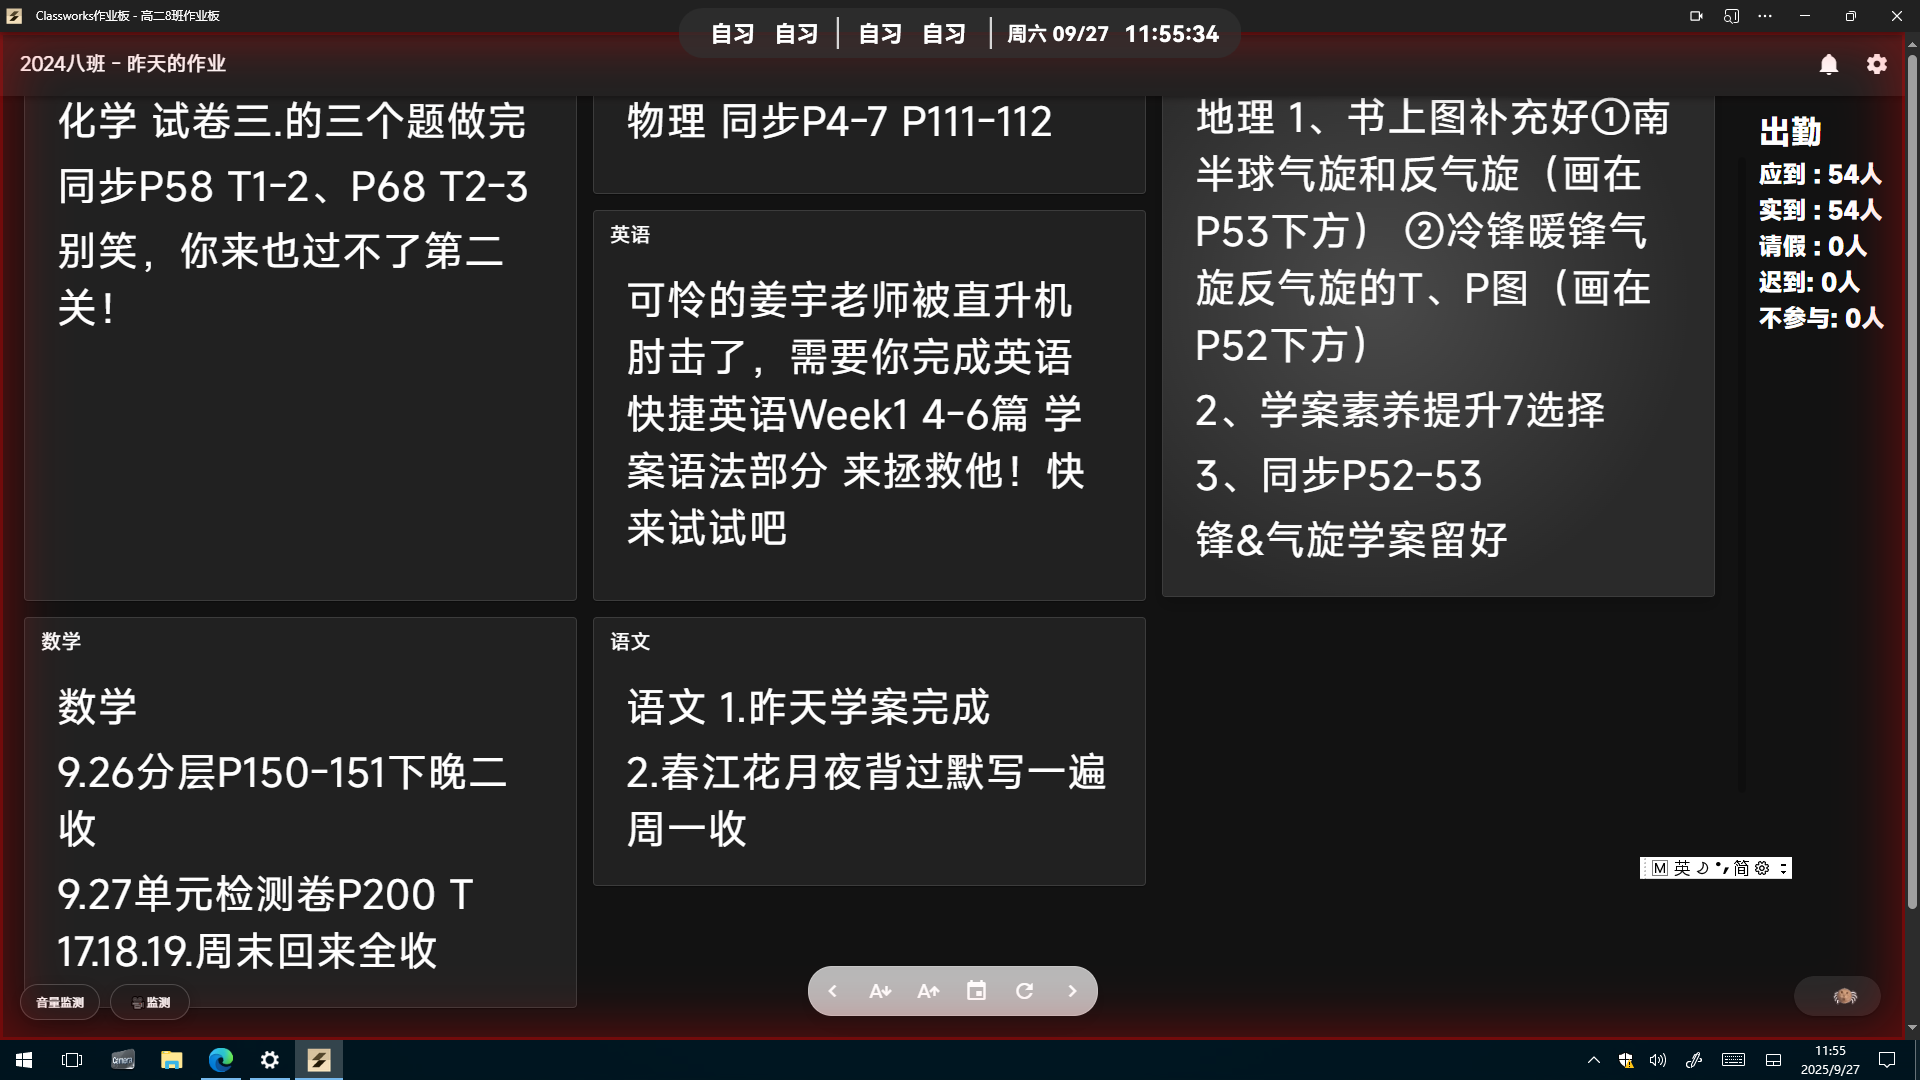 Classworks作业板 - 高二8班作业板
自习 自习 | 自习 自习 | 周六 09/27 11:55:34
2024八班 - 昨天的作业
化学 试卷三.的三个题做完
同步P58 T1-2、P68 T2-3
别笑，你来也过不了第二
关！
物理 同步P4-7 P111-112
英语
可怜的姜宇老师被直升机
肘击了，需要你完成英语
快捷英语Week1 4-6篇 学
案语法部分 来拯救他！快
来试试吧
地理 1、书上图补充好①南
半球气旋和反气旋（画在
P53下方） ②冷锋暖锋气
旋反气旋的T、P图（画在
P52下方）
2、学案素养提升7选择
3、同步P52-53
锋&气旋学案留好
出勤
应到 : 54人
实到 : 54人
请假 : 0人
迟到: 0人
不参与: 0人
数学
数学
9.26分层P150-151下晚二
收
9.27单元检测卷P200 T
17.18.19.周末回来全收
语文
语文 1.昨天学案完成
2.春江花月夜背过默写一遍
周一收
M 英 简
音量监测
监测
11:55
2025/9/27